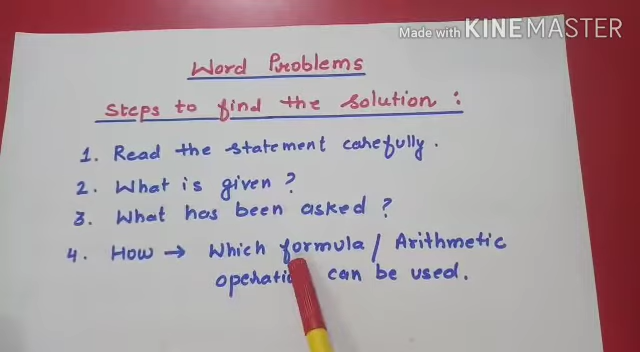 Made with KINEMASTER
Word Problems
Steps to find the solution :
1. Read the statement carefully.
2. What is given ?
3. What has been asked ?
4. How → Which formula / Arithmetic
can be used.